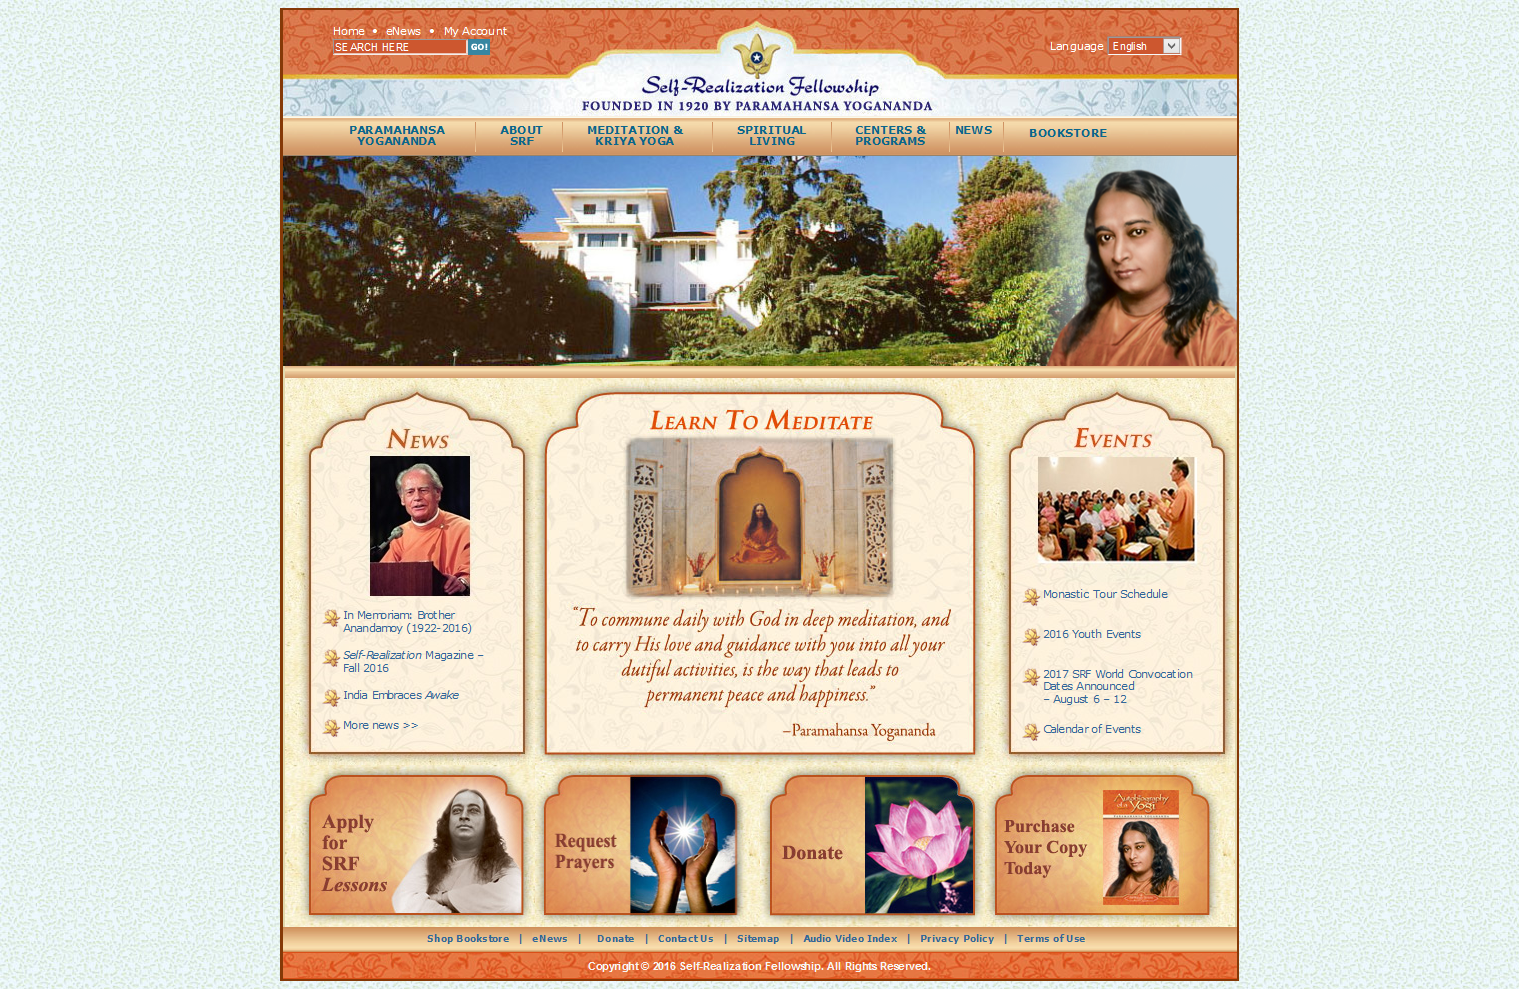 Home • eNews • My Account
SEARCH HERE GO!
Language English
Self-Realization Fellowship
FOUNDED IN 1920 BY PARAMAHANSA YOGANANDA
PARAMAHANSA YOGANANDA
ABOUT SRF
MEDITATION & KRIYA YOGA
SPIRITUAL LIVING
CENTERS & PROGRAMS
NEWS
BOOKSTORE
News
In Memoriam: Brother
Anandamoy (1922-2016)
Self-Realization Magazine –
Fall 2016
India Embraces Awake
More news >>
Learn To Meditate
“To commune daily with God in deep meditation, and
to carry His love and guidance with you into all your
dutiful activities, is the way that leads to
permanent peace and happiness.”
–Paramahansa Yogananda
Events
Monastic Tour Schedule
2016 Youth Events
2017 SRF World Convocation
Dates Announced
– August 6 – 12
Calendar of Events
Apply
for
SRF
Lessons
Request
Prayers
Donate
Purchase
Your Copy
Today
Autobiography
of a Yogi
Shop Bookstore | eNews | Donate | Contact Us | Sitemap | Audio Video Index | Privacy Policy | Terms of Use
Copyright © 2016 Self-Realization Fellowship. All Rights Reserved.